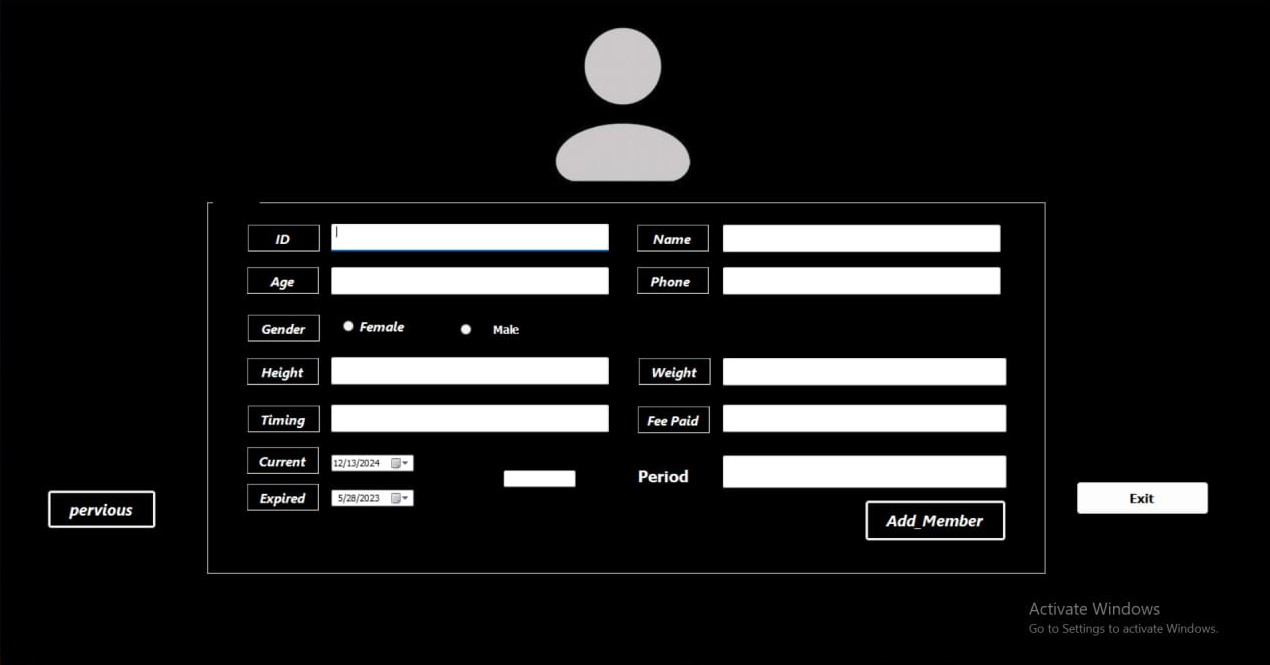 ID
Name
Age
Phone
Gender
Female
Male
Height
Weight
Timing
Fee Paid
Current
12/13/2024
Period
Expired
5/28/2023
pervious
Add_Member
Exit
Activate Windows
Go to Settings to activate Windows.